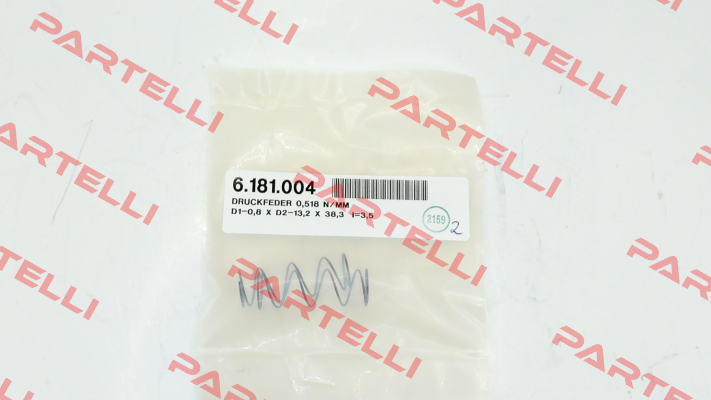 PARTELLI
PARTELLI
PARTELLI
PARTELLI
PARTELLI
6.181.004
DRUCKFEDER 0,518 N/MM
D1-0,8 X D2-13,2 X 38,3 I=3,5
2159
2
PARTELLI
PARTELLI
PARTELLI
PARTELLI
PARTELLI